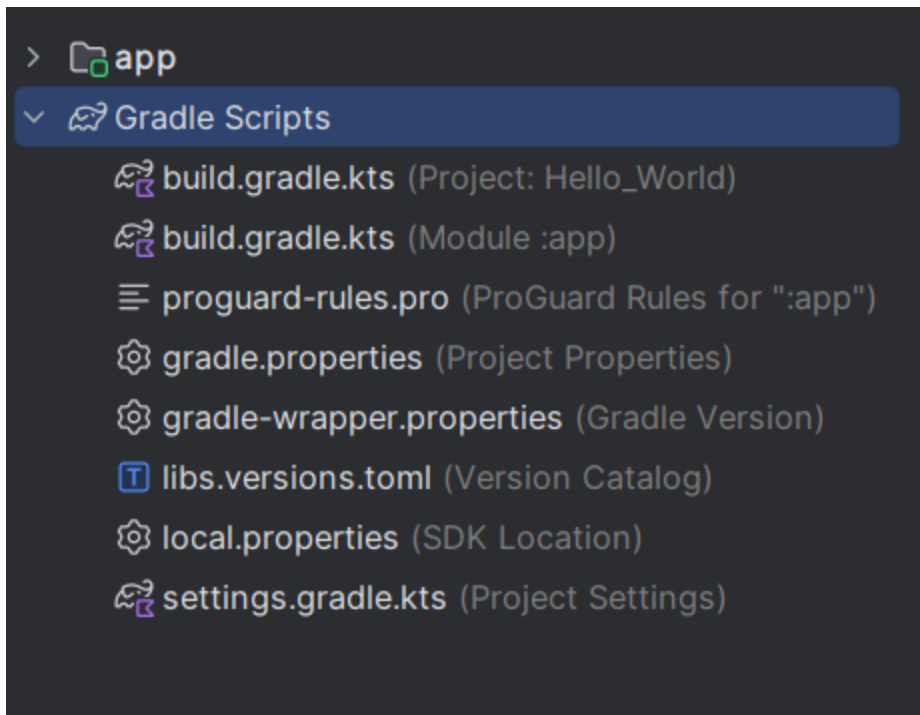 app
Gradle Scripts
build.gradle.kts (Project: Hello_World)
build.gradle.kts (Module :app)
proguard-rules.pro (ProGuard Rules for ":app")
gradle.properties (Project Properties)
gradle-wrapper.properties (Gradle Version)
libs.versions.toml (Version Catalog)
local.properties (SDK Location)
settings.gradle.kts (Project Settings)